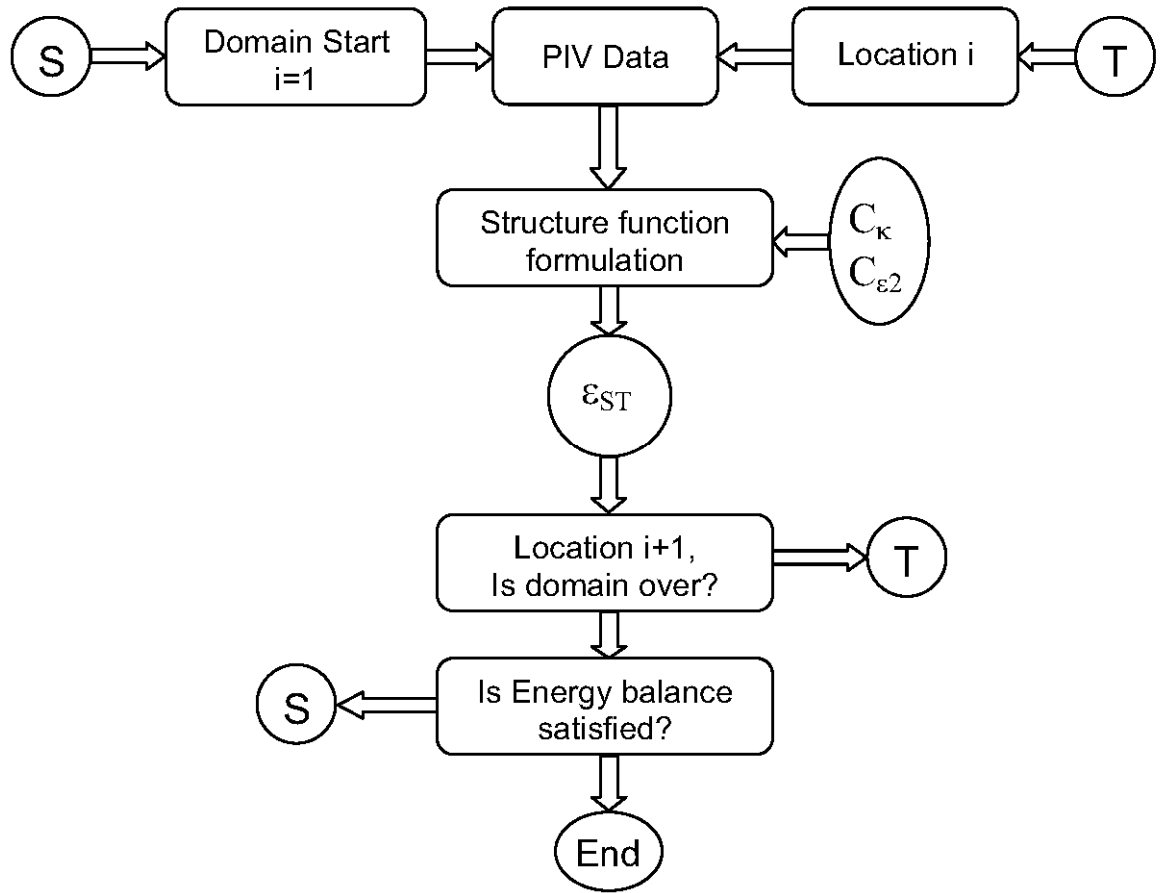 S
Domain Start
i=1
PIV Data
Location i
T
Structure function
formulation
Cκ
Cε2
εST
Location i+1,
Is domain over?
T
Is Energy balance
satisfied?
S
End